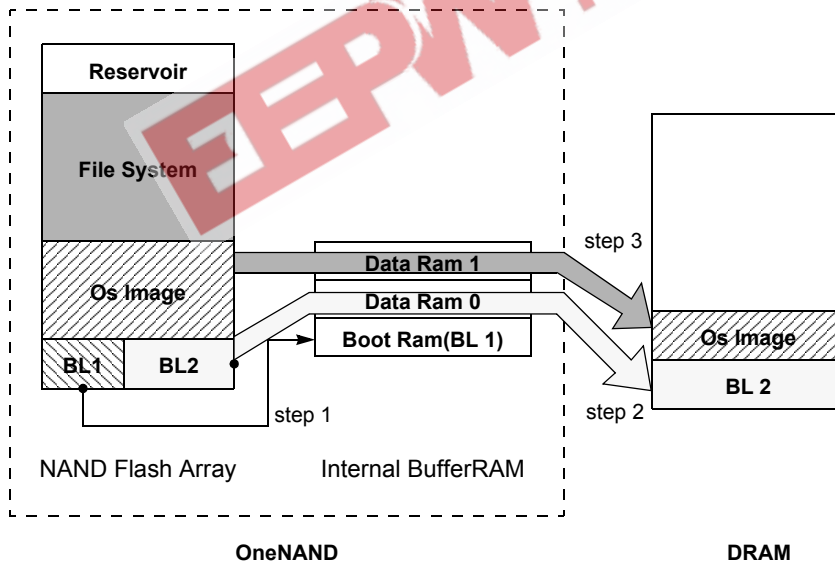 Reservoir
File System
Os Image
BL1
BL2
step 1
NAND Flash Array
Data Ram 1
Data Ram 0
Boot Ram(BL 1)
Internal BufferRAM
OneNAND
step 3
step 2
Os Image
BL 2
DRAM